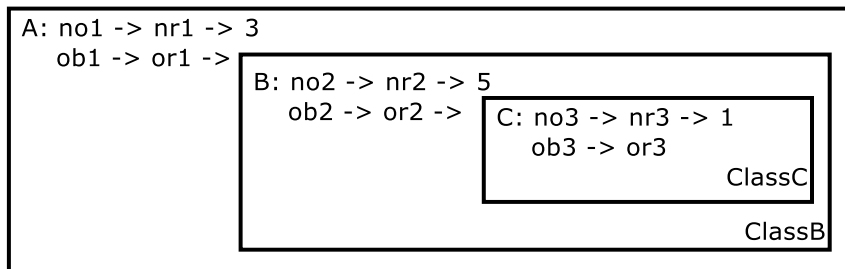 A: no1 -> nr1 -> 3
ob1 -> or1 ->
B: no2 -> nr2 -> 5
ob2 -> or2 ->
C: no3 -> nr3 -> 1
ob3 -> or3
ClassC
ClassB